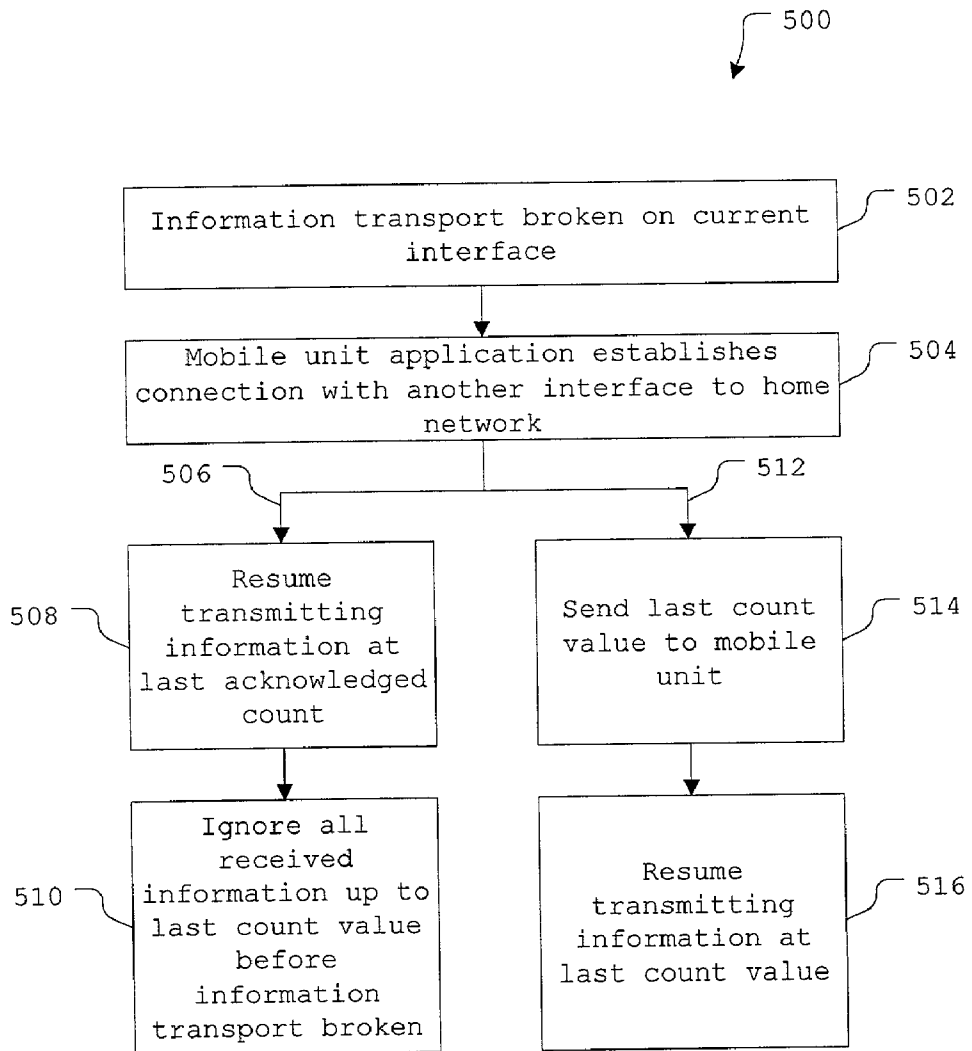 500
Information transport broken on current
interface
502
Mobile unit application establishes
connection with another interface to home
network
504
506
512
Resume
transmitting
information at
last acknowledged
count
508
Send last count
value to mobile
unit
514
Ignore all
received
information up to
last count value
before
information
transport broken
510
Resume
transmitting
information at
last count value
516